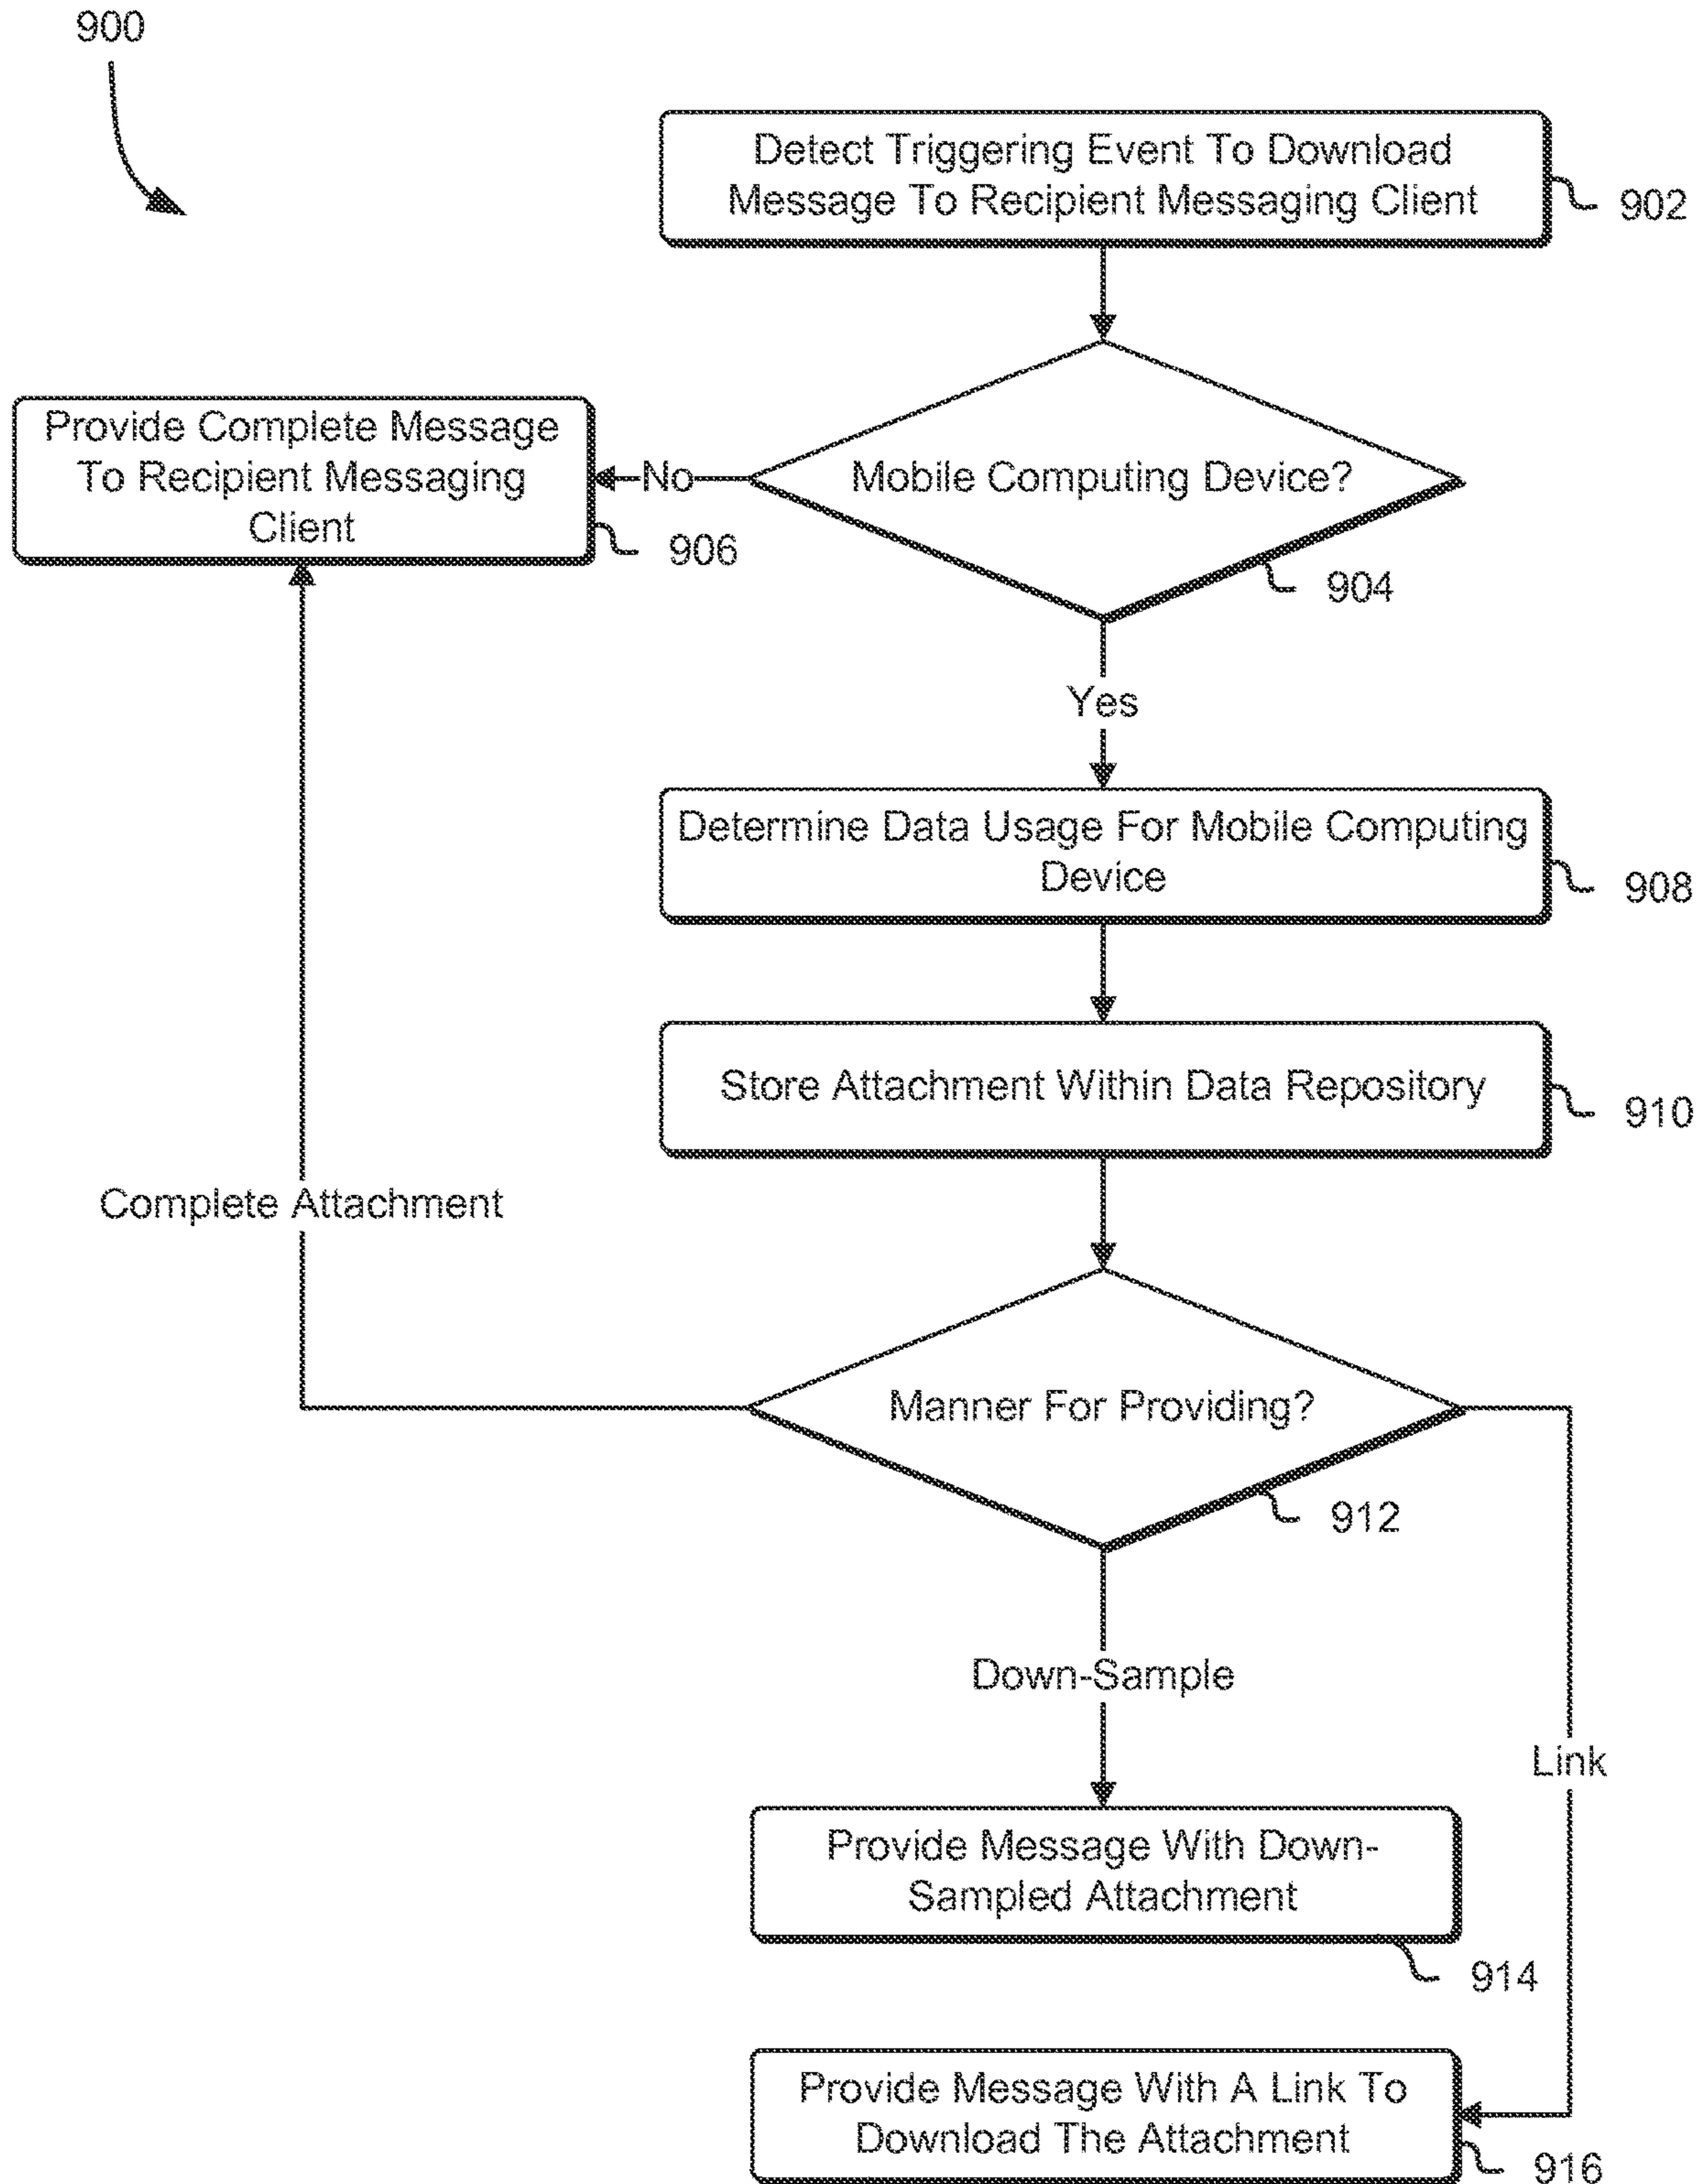 900
Detect Triggering Event To Download
Message To Recipient Messaging Client
902
Provide Complete Message
To Recipient Messaging
Client
906
No
Mobile Computing Device?
904
Yes
Determine Data Usage For Mobile Computing
Device
908
Store Attachment Within Data Repository
910
Complete Attachment
Manner For Providing?
912
Down-Sample
Link
Provide Message With Down-
Sampled Attachment
914
Provide Message With A Link To
Download The Attachment
916